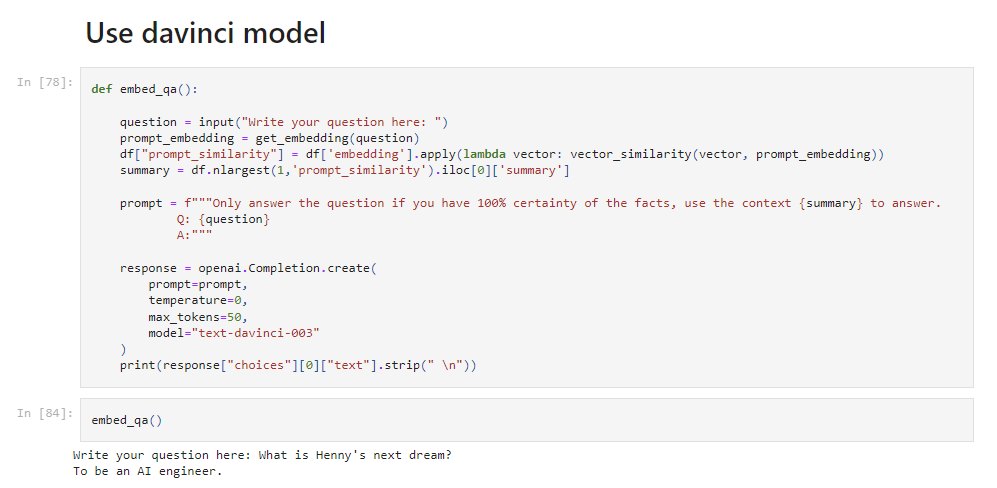 Use davinci model
In [78]:
def embed_qa():
question = input("Write your question here: ")
prompt_embedding = get_embedding(question)
df["prompt_similarity"] = df['embedding'].apply(lambda vector: vector_similarity(vector, prompt_embedding))
summary = df.nlargest(1,'prompt_similarity').iloc[0]['summary']
prompt = f"""Only answer the question if you have 100% certainty of the facts, use the context {summary} to answer.
Q: {question}
A:"""
response = openai.Completion.create(
prompt=prompt,
temperature=0,
max_tokens=50,
model="text-davinci-003"
)
print(response["choices"][0]["text"].strip(" \n"))
In [84]:
embed_qa()
Write your question here: What is Henny's next dream?
To be an AI engineer.